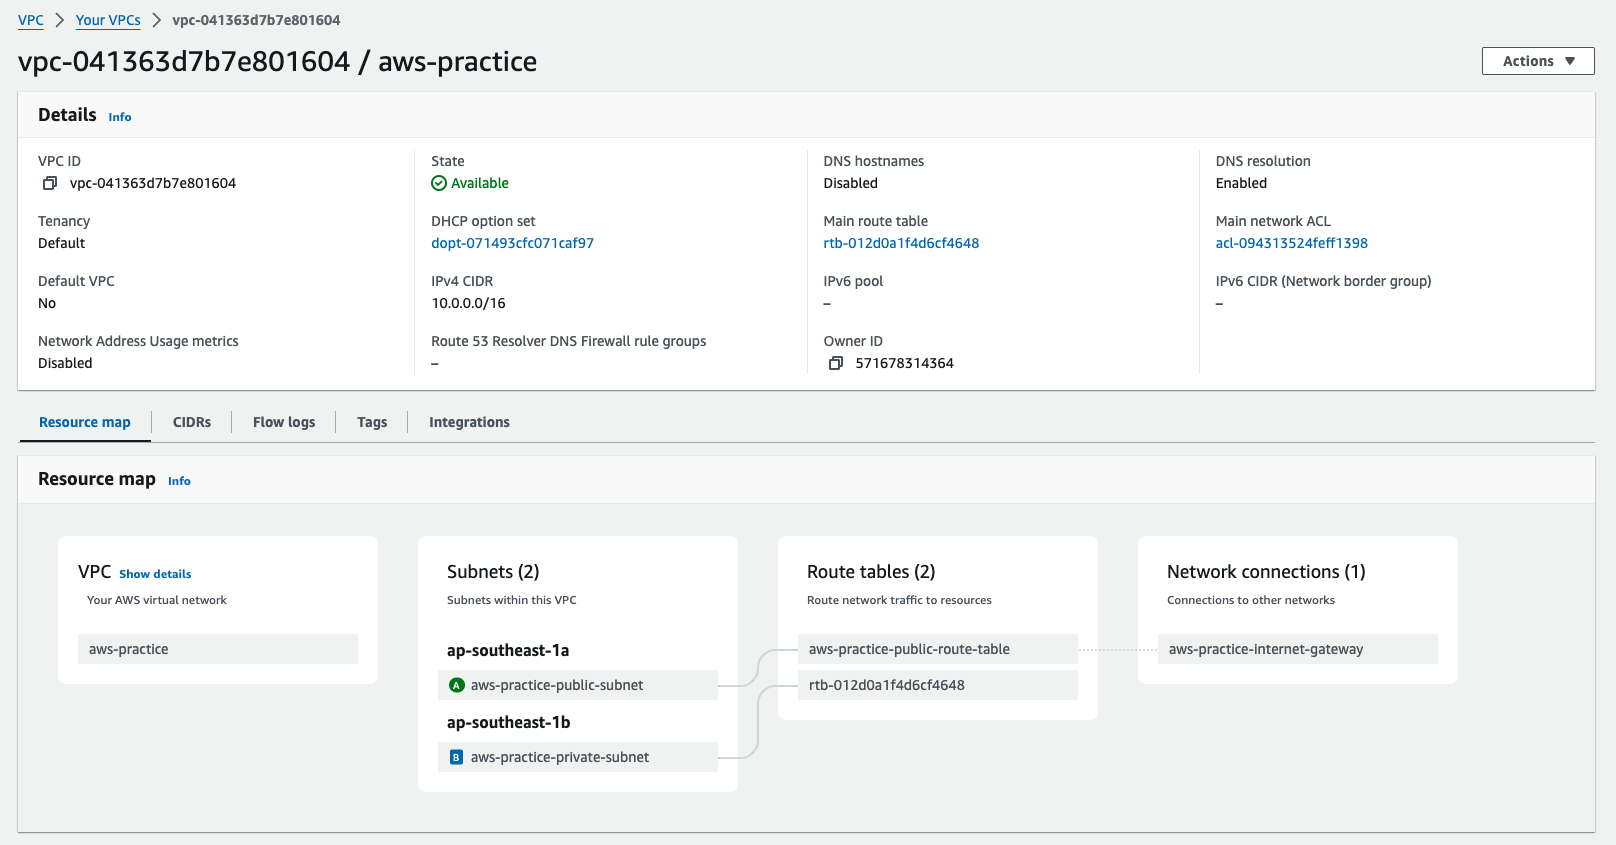 VPC > Your VPCs > vpc-041363d7b7e801604
vpc-041363d7b7e801604 / aws-practice
Actions ▼
Details Info
VPC ID
vpc-041363d7b7e801604
State
Available
DNS hostnames
Disabled
DNS resolution
Enabled
Tenancy
Default
DHCP option set
dopt-071493cfc071caf97
Main route table
rtb-012d0a1f4d6cf4648
Main network ACL
acl-094313524feff1398
Default VPC
No
IPv4 CIDR
10.0.0.0/16
IPv6 pool
–
IPv6 CIDR (Network border group)
–
Network Address Usage metrics
Disabled
Route 53 Resolver DNS Firewall rule groups
–
Owner ID
571678314364
Resource map
CIDRs
Flow logs
Tags
Integrations
Resource map Info
VPC Show details
Your AWS virtual network
aws-practice
Subnets (2)
Subnets within this VPC
ap-southeast-1a
A aws-practice-public-subnet
ap-southeast-1b
B aws-practice-private-subnet
Route tables (2)
Route network traffic to resources
aws-practice-public-route-table
rtb-012d0a1f4d6cf4648
Network connections (1)
Connections to other networks
aws-practice-internet-gateway